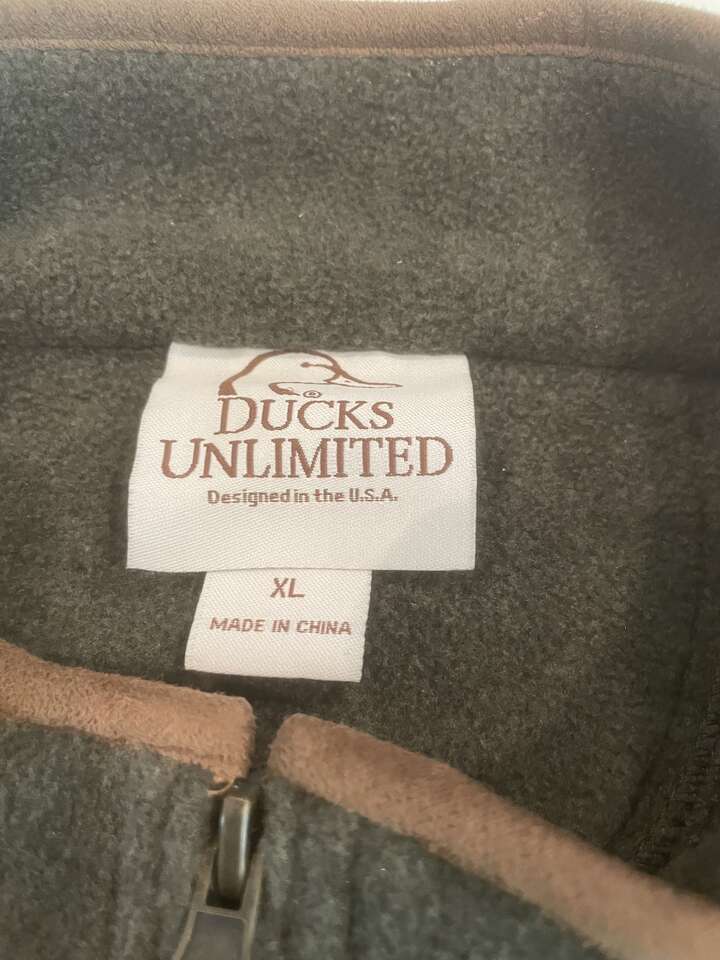 ®
DUCKS
UNLIMITED
Designed in the U.S.A.
XL
MADE IN CHINA